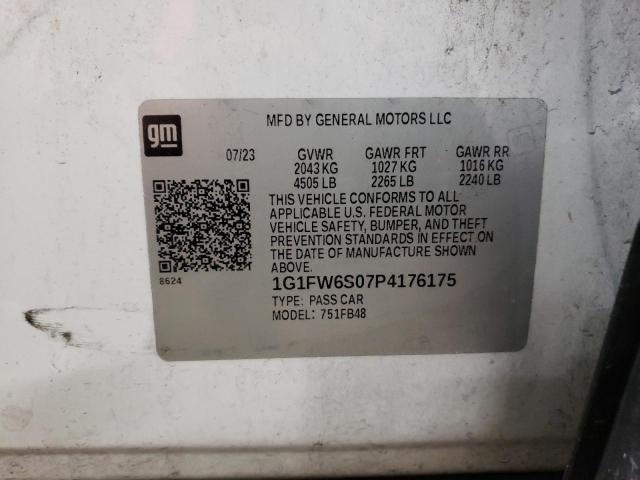 gm
MFD BY GENERAL MOTORS LLC
07/23 GVWR GAWR FRT GAWR RR
2043 KG 1027 KG 1016 KG
4505 LB 2265 LB 2240 LB
THIS VEHICLE CONFORMS TO ALL
APPLICABLE U.S. FEDERAL MOTOR
VEHICLE SAFETY, BUMPER, AND THEFT
PREVENTION STANDARDS IN EFFECT ON
THE DATE OF MANUFACTURE SHOWN
ABOVE.
8624
1G1FW6S07P4176175
TYPE: PASS CAR
MODEL: 751FB48